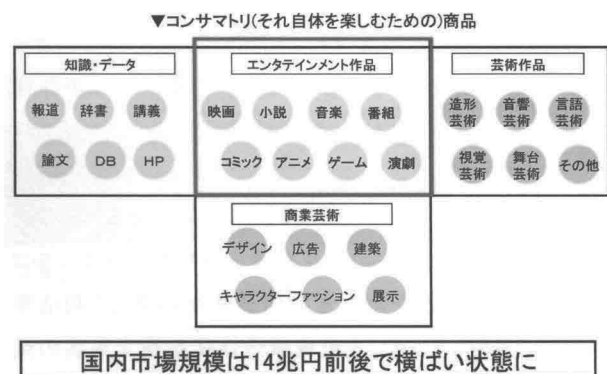 ▼コンサマトリ(それ自体を楽しむための)商品
知識・データ
報道 辞書 講義
論文 DB HP
エンタテインメント作品
映画 小説 音楽 番組
コミック アニメ ゲーム 演劇
芸術作品
造形芸術 音響芸術 言語芸術
視覚芸術 舞台芸術 その他
商業芸術
デザイン 広告 建築
キャラクター ファッション 展示
国内市場規模は14兆円前後で横ばい状態に